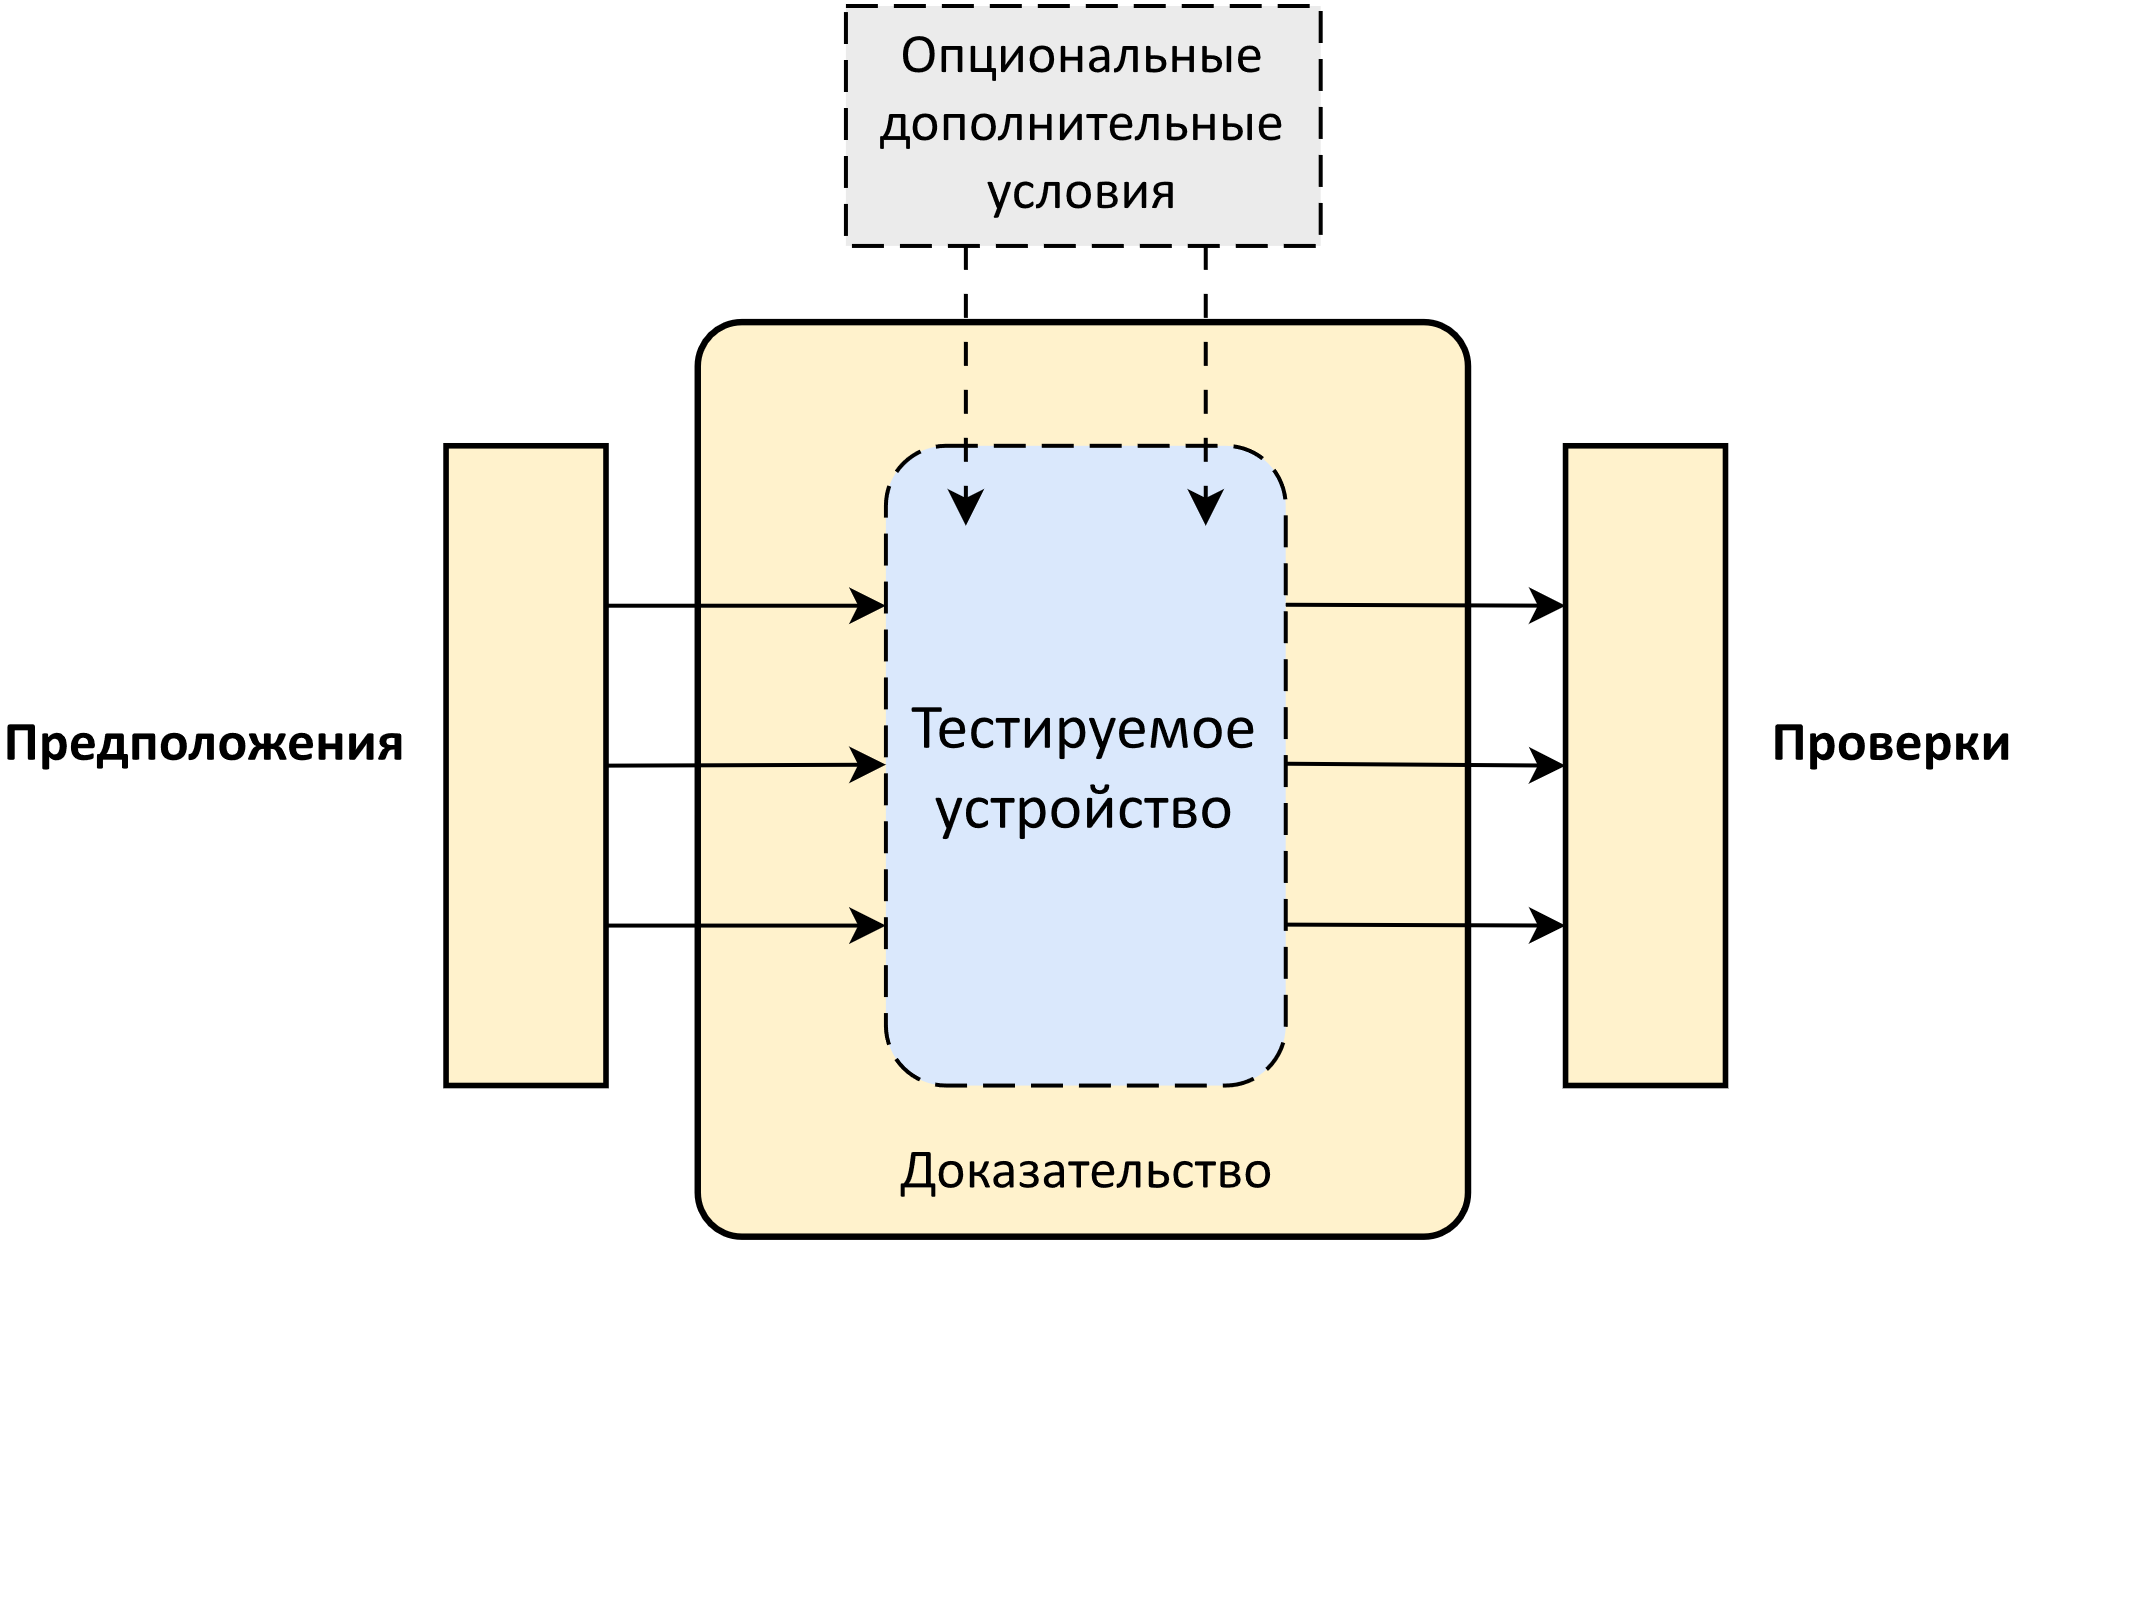 Опциональные
дополнительные
условия
Предположения
Тестируемое
устройство
Проверки
Доказательство